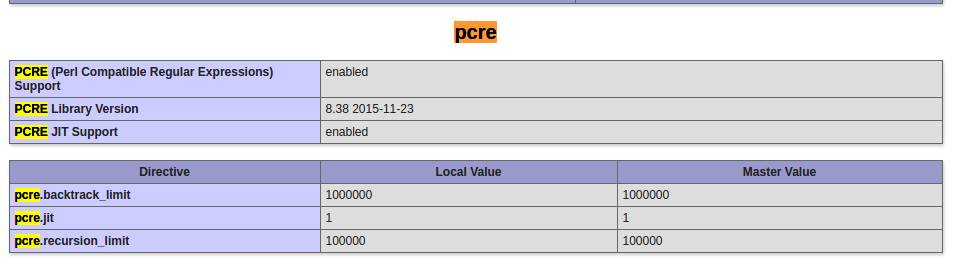 pcre
PCRE (Perl Compatible Regular Expressions) enabled
Support
PCRE Library Version 8.38 2015-11-23
PCRE JIT Support enabled
Directive Local Value Master Value
pcre.backtrack_limit 1000000 1000000
pcre.jit 1 1
pcre.recursion_limit 100000 100000